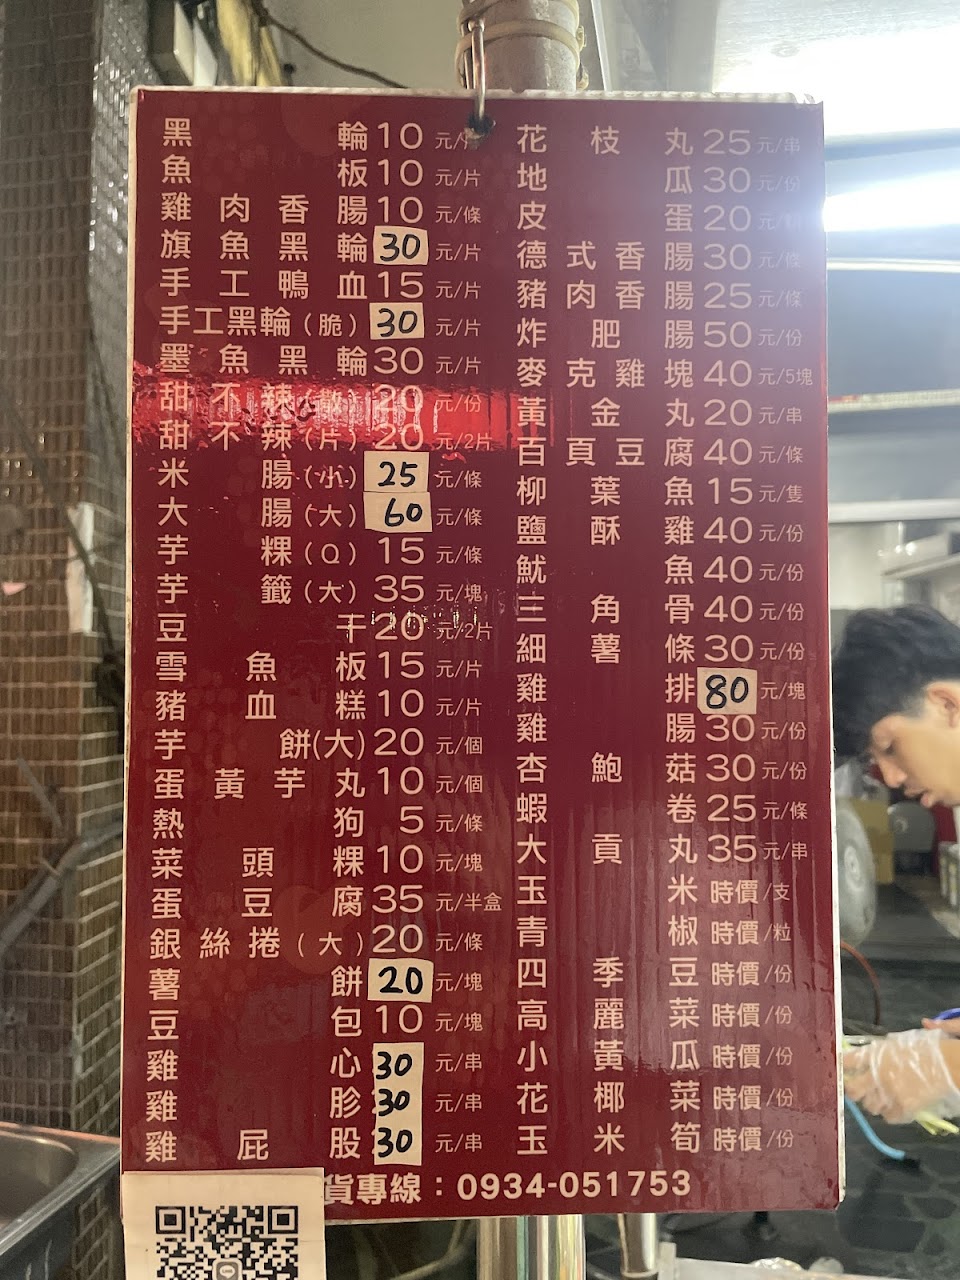 黑輪10元/片
魚板10元/片
雞肉香腸10元/條
旗魚黑輪30元/片
手工鴨血15元/片
手工黑輪(脆)30元/片
墨魚黑輪30元/片
甜不辣(散)20元/份
甜不辣(片)20元/2片
米腸(小)25元/條
大腸(大)60元/條
芋粿(Q)15元/條
芋籤(大)35元/塊
豆干20元/2片
雪魚板15元/片
豬血糕10元/片
芋餅(大)20元/個
蛋黃芋丸10元/個
熱狗5元/條
菜頭粿10元/塊
蛋豆腐35元/半盒
銀絲捲(大)20元/條
薯餅20元/塊
豆包10元/塊
雞心30元/串
雞胗30元/串
雞屁股30元/串
花枝丸25元/串
地瓜30元/份
皮蛋20元/
德式香腸30元/條
豬肉香腸25元/條
炸肥腸50元/份
麥克雞塊40元/5塊
黃金丸20元/串
百頁豆腐40元/條
柳葉魚15元/隻
鹽酥雞40元/份
魷魚40元/份
三角骨40元/份
細薯條30元/份
雞排80元/塊
雞腸30元/份
杏鮑菇30元/份
蝦卷25元/條
大貢丸35元/串
玉米時價/支
青椒時價/粒
四季豆時價/份
高麗菜時價/份
小黃瓜時價/份
花椰菜時價/份
玉米筍時價/份
貨專線：0934-051753